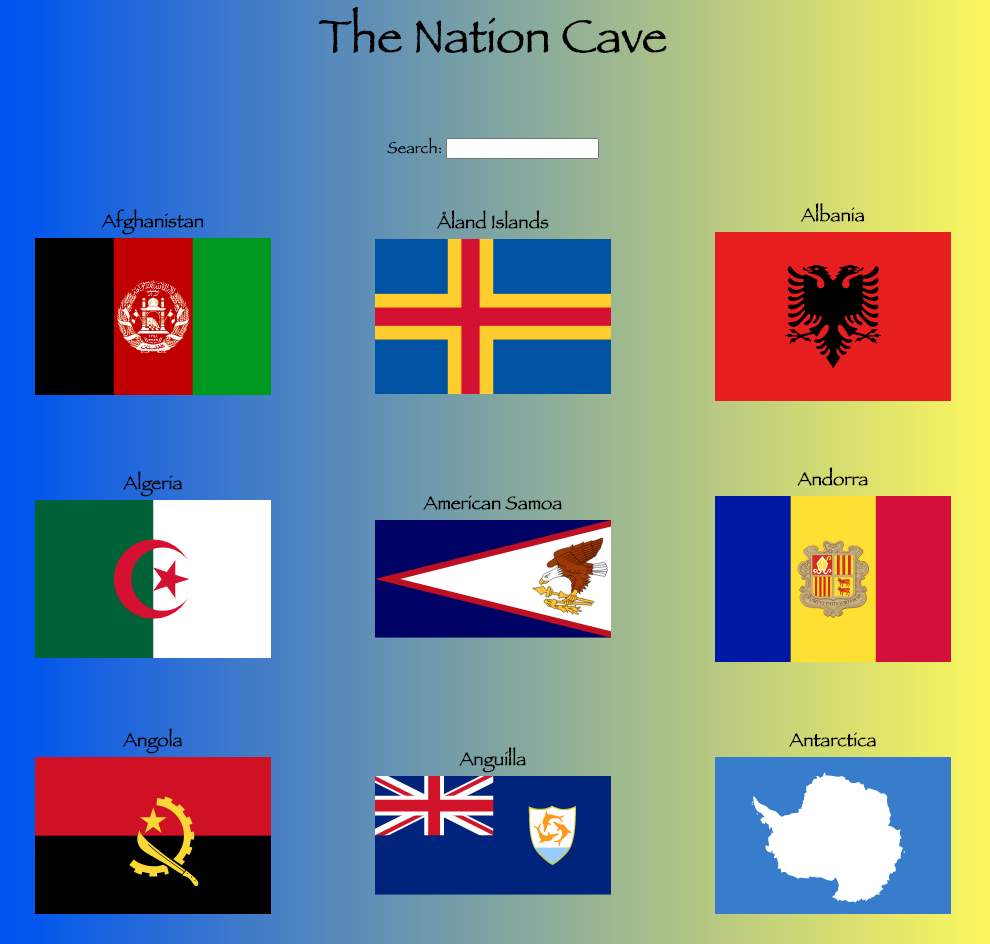 The Nation Cave
Search:
Afghanistan
Åland Islands
Albania
Algeria
American Samoa
Andorra
Angola
Anguilla
Antarctica